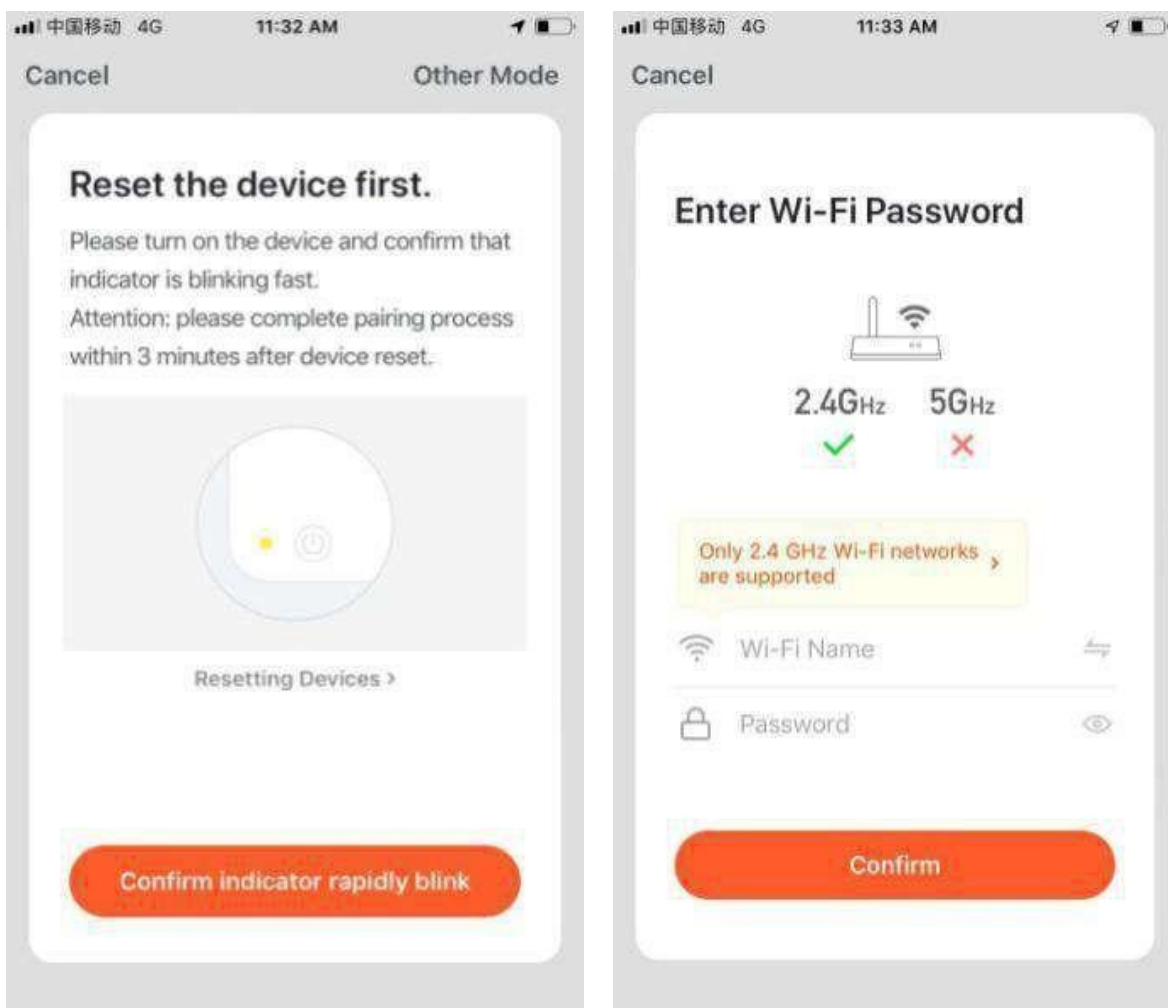 中国移动 4G 11:32 AM
Cancel Other Mode
Reset the device first.
Please turn on the device and confirm that
indicator is blinking fast.
Attention: please complete pairing process
within 3 minutes after device reset.
Resetting Devices >
Confirm indicator rapidly blink
中国移动 4G 11:33 AM
Cancel
Enter Wi-Fi Password
2.4GHz 5GHz
Only 2.4 GHz Wi-Fi networks >
are supported
Wi-Fi Name
Password
Confirm